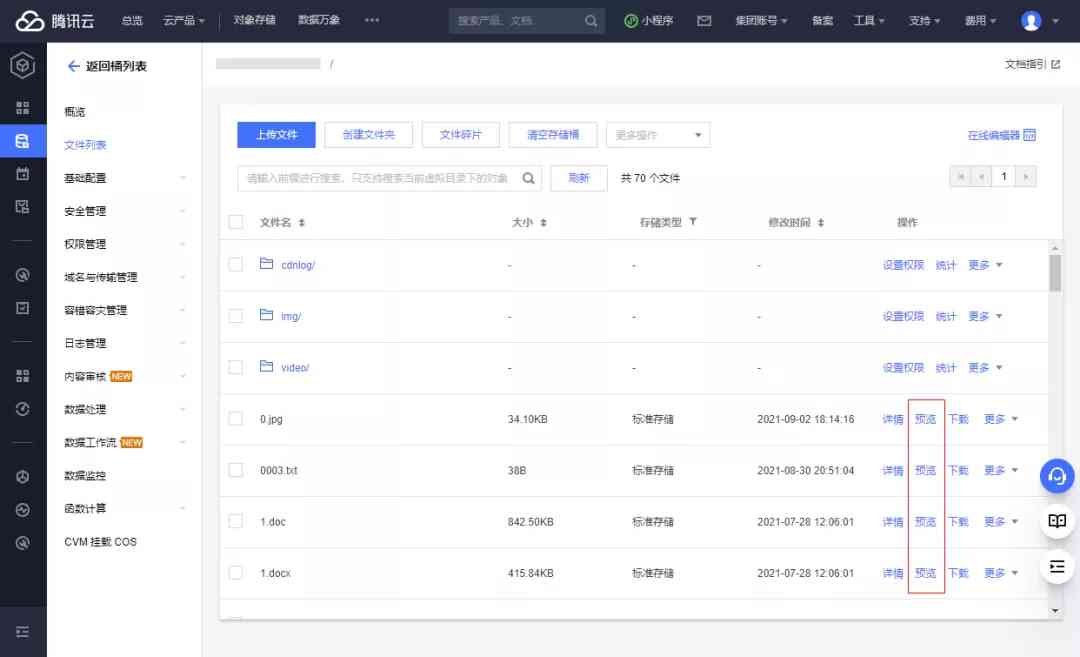 腾讯云 总览 云产品 对象存储 数据万象 ••• 搜索产品、文档... 小程序 集团账号 备案 工具 支持 费用
返回桶列表 / 文档指引
概览
文件列表
基础配置
安全管理
权限管理
域名与传输管理
容错容灾管理
日志管理
内容审核 NEW
数据处理
数据工作流 NEW
数据监控
函数计算
CVM 挂载 COS
上传文件 创建文件夹 文件碎片 清空存储桶 更多操作 在线编辑器
请输入前缀进行搜索，只支持搜索当前虚拟目录下的对象 刷新 共 70 个文件 1
文件名 大小 存储类型 修改时间 操作
cdnlog/ - - - 设置权限 统计 更多
img/ - - - 设置权限 统计 更多
video/ - - - 设置权限 统计 更多
0.jpg 34.10KB 标准存储 2021-09-02 18:14:16 详情 预览 下载 更多
0003.txt 38B 标准存储 2021-08-30 20:51:04 详情 预览 下载 更多
1.doc 842.50KB 标准存储 2021-07-28 12:06:01 详情 预览 下载 更多
1.docx 415.84KB 标准存储 2021-07-28 12:06:01 详情 预览 下载 更多